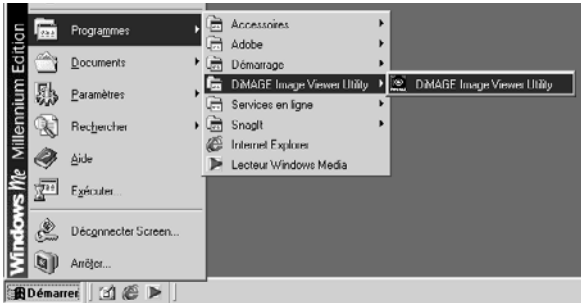 Windows Me Millennium Edition
Programmes
Documents
Paramètres
Rechercher
Aide
Exécuter...
Déconnecter Screen...
Arrêter...
Accessoires
Adobe
Démarrage
DiMAGE Image Viewer Utility
Services en ligne
SnagIt
Internet Explorer
Lecteur Windows Media
DiMAGE Image Viewer Utility
Démarrer